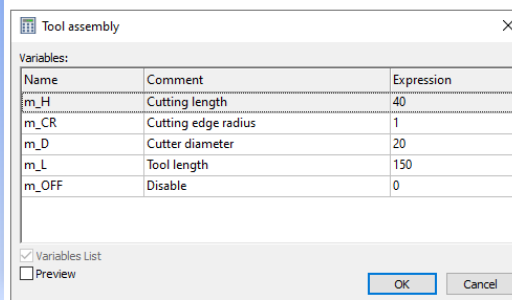 Tool assembly
Variables:
Name Comment Expression
m_H Cutting length 40
m_CR Cutting edge radius 1
m_D Cutter diameter 20
m_L Tool length 150
m_OFF Disable 0
Variables List
Preview
OK Cancel